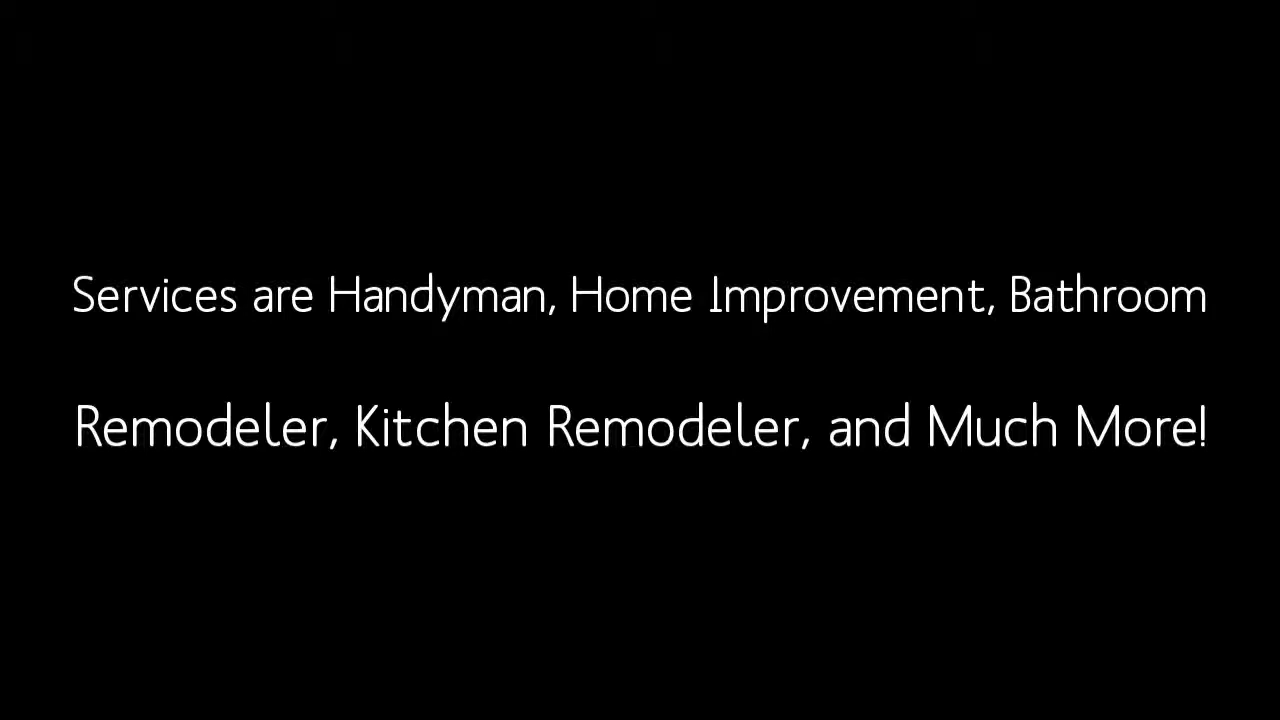 Services are Handyman, Home Improvement, Bathroom
Remodeler, Kitchen Remodeler, and Much More!